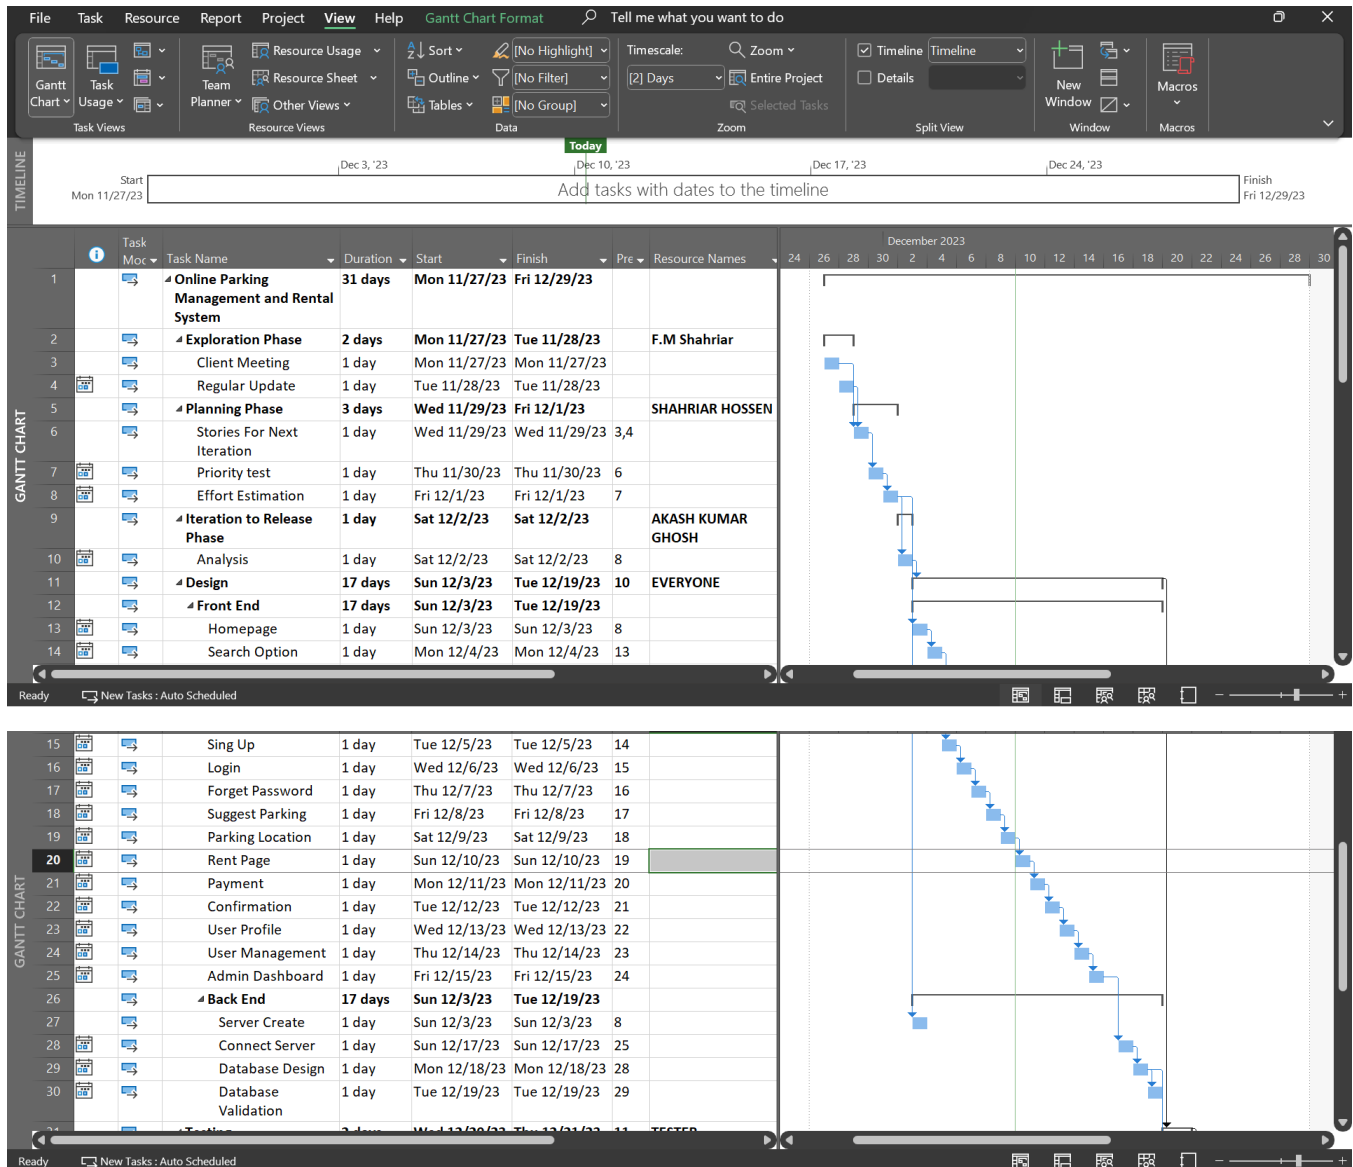 File Task Resource Report Project View Help Gantt Chart Format Tell me what you want to do
Gantt Chart Task Usage Team Planner Resource Usage Resource Sheet Other Views
Sort Outline Tables [No Highlight] [No Filter] [No Group]
Timescale: [2] Days Zoom Entire Project Selected Tasks
Timeline Timeline Details New Window Macros
Task Views Resource Views Data Zoom Split View Window Macros
TIMELINE
Today
Dec 3, '23 Dec 10, '23 Dec 17, '23 Dec 24, '23
Start
Mon 11/27/23
Add tasks with dates to the timeline
Finish
Fri 12/29/23
GANTT CHART
Task Moc Task Name Duration Start Finish Pre Resource Names
December 2023
24 26 28 30 2 4 6 8 10 12 14 16 18 20 22 24 26 28 30
1 Online Parking Management and Rental System 31 days Mon 11/27/23 Fri 12/29/23
2 Exploration Phase 2 days Mon 11/27/23 Tue 11/28/23 F.M Shahriar
3 Client Meeting 1 day Mon 11/27/23 Mon 11/27/23
4 Regular Update 1 day Tue 11/28/23 Tue 11/28/23
5 Planning Phase 3 days Wed 11/29/23 Fri 12/1/23 SHAHRIAR HOSSEN
6 Stories For Next Iteration 1 day Wed 11/29/23 Wed 11/29/23 3,4
7 Priority test 1 day Thu 11/30/23 Thu 11/30/23 6
8 Effort Estimation 1 day Fri 12/1/23 Fri 12/1/23 7
9 Iteration to Release Phase 1 day Sat 12/2/23 Sat 12/2/23 AKASH KUMAR GHOSH
10 Analysis 1 day Sat 12/2/23 Sat 12/2/23 8
11 Design 17 days Sun 12/3/23 Tue 12/19/23 10 EVERYONE
12 Front End 17 days Sun 12/3/23 Tue 12/19/23
13 Homepage 1 day Sun 12/3/23 Sun 12/3/23 8
14 Search Option 1 day Mon 12/4/23 Mon 12/4/23 13
Ready New Tasks : Auto Scheduled
GANTT CHART
15 Sing Up 1 day Tue 12/5/23 Tue 12/5/23 14
16 Login 1 day Wed 12/6/23 Wed 12/6/23 15
17 Forget Password 1 day Thu 12/7/23 Thu 12/7/23 16
18 Suggest Parking 1 day Fri 12/8/23 Fri 12/8/23 17
19 Parking Location 1 day Sat 12/9/23 Sat 12/9/23 18
20 Rent Page 1 day Sun 12/10/23 Sun 12/10/23 19
21 Payment 1 day Mon 12/11/23 Mon 12/11/23 20
22 Confirmation 1 day Tue 12/12/23 Tue 12/12/23 21
23 User Profile 1 day Wed 12/13/23 Wed 12/13/23 22
24 User Management 1 day Thu 12/14/23 Thu 12/14/23 23
25 Admin Dashboard 1 day Fri 12/15/23 Fri 12/15/23 24
26 Back End 17 days Sun 12/3/23 Tue 12/19/23
27 Server Create 1 day Sun 12/3/23 Sun 12/3/23 8
28 Connect Server 1 day Sun 12/17/23 Sun 12/17/23 25
29 Database Design 1 day Mon 12/18/23 Mon 12/18/23 28
30 Database Validation 1 day Tue 12/19/23 Tue 12/19/23 29
Ready New Tasks : Auto Scheduled